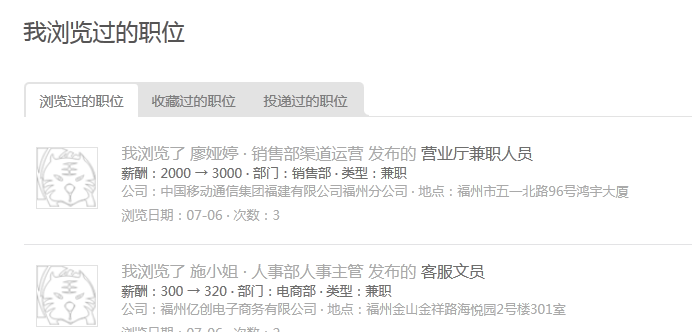 我浏览过的职位
浏览过的职位 收藏过的职位 投递过的职位
我浏览了 廖娅婷 · 销售部渠道运营 发布的 营业厅兼职人员
薪酬：2000 → 3000 · 部门：销售部 · 类型：兼职
公司：中国移动通信集团福建有限公司福州分公司 · 地点：福州市五一北路96号鸿宇大厦
浏览日期：07-06 · 次数：3
我浏览了 施小姐 · 人事部人事主管 发布的 客服文员
薪酬：300 → 320 · 部门：电商部 · 类型：兼职
公司：福州亿创电子商务有限公司 · 地点：福州金山金祥路海悦园2号楼301室
浏览日期：07-06 · 次数：2